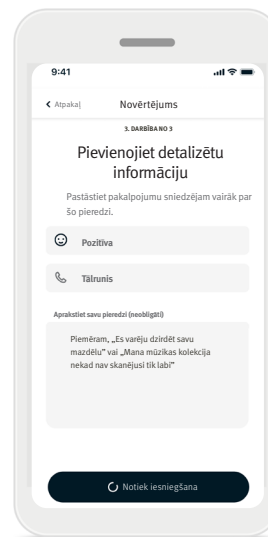 9:41
Atpakaļ Novērtējums
3. DARBĪBA NO 3
Pievienojiet detalizētu
informāciju
Pastāstiet pakalpojumu sniedzējam vairāk par
šo pieredzi.
Pozitīva
Tālrunis
Aprakstiet savu pieredzi (neobligāti)
Piemēram, „Es varēju dzirdēt savu
mazdēlu” vai „Mana mūzikas kolekcija
nekad nav skanējusi tik labi”
Notiek iesniegšana